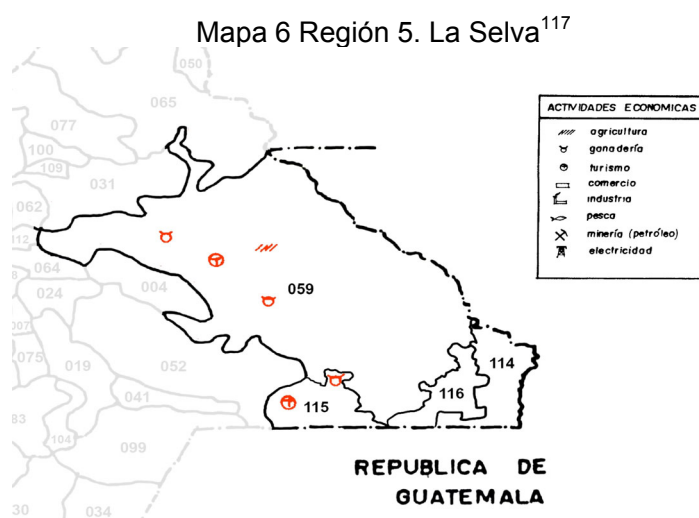 Mapa 6 Región 5. La Selva117
050
065
077
100
109
031
062
112
064
004
024
007
075
019
052
041
104
099
30
034
059
115
116
114
ACTIVIDADES ECONOMICAS
agricultura
ganadería
turismo
comercio
industria
pesca
minería (petróleo)
electricidad
REPUBLICA DE
GUATEMALA